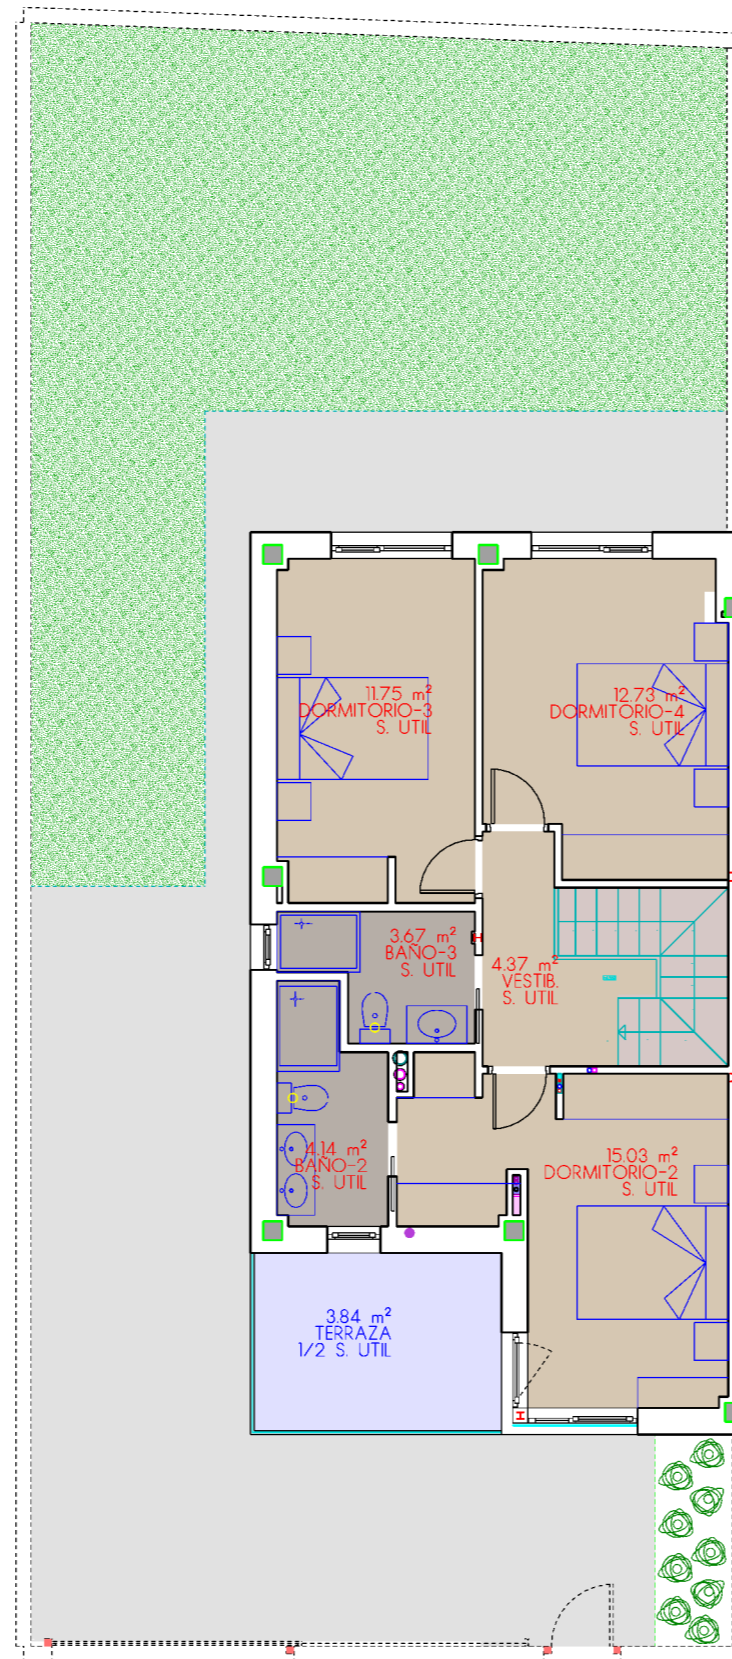 11.75 m²
DORMITORIO-3
S. UTIL
12.73 m²
DORMITORIO-4
S. UTIL
3.67 m²
BAÑO-3
S. UTIL
4.37 m²
VESTIB.
S. UTIL
4.14 m²
BAÑO-2
S. UTIL
15.03 m²
DORMITORIO-2
S. UTIL
3.84 m²
TERRAZA
1/2 S. UTIL